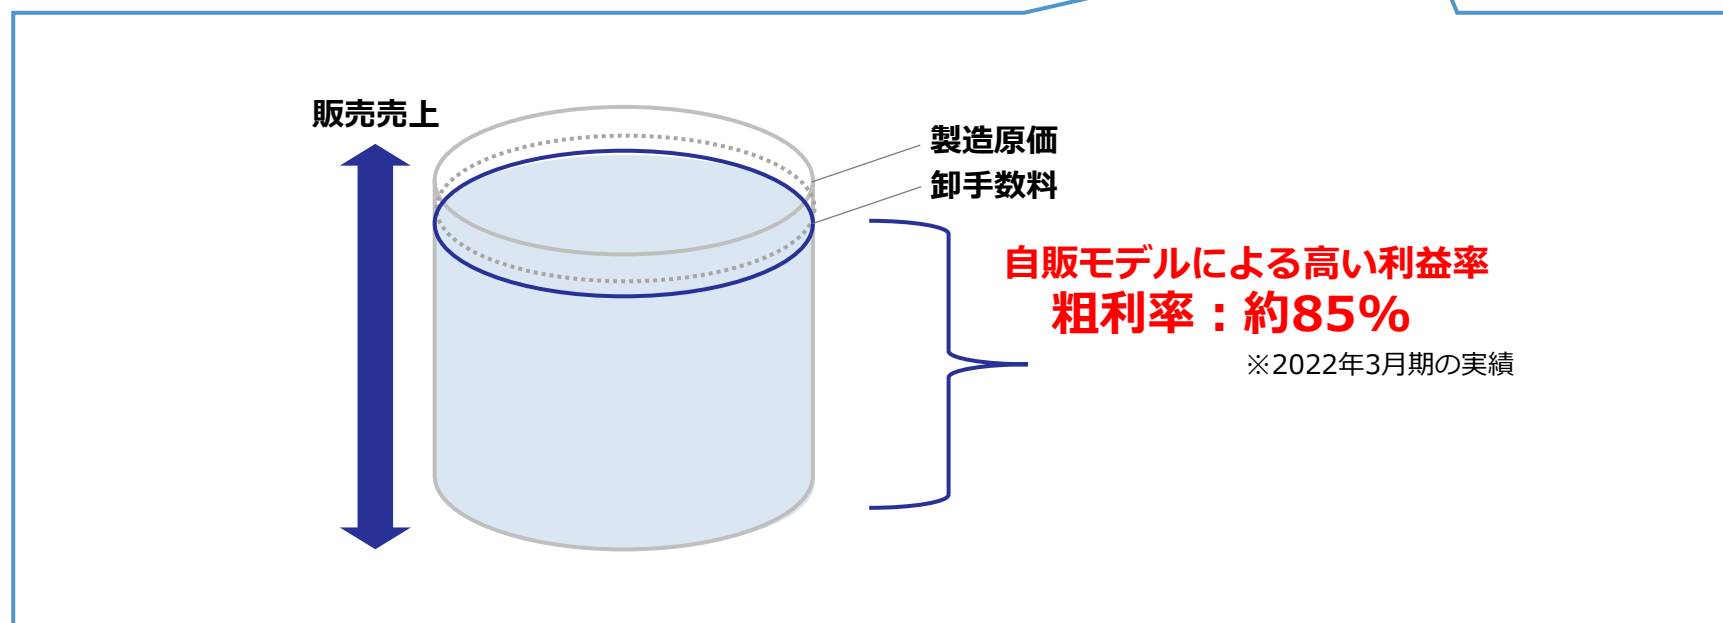 販売売上
製造原価
卸手数料
自販モデルによる高い利益率
粗利率：約85%
※2022年3月期の実績